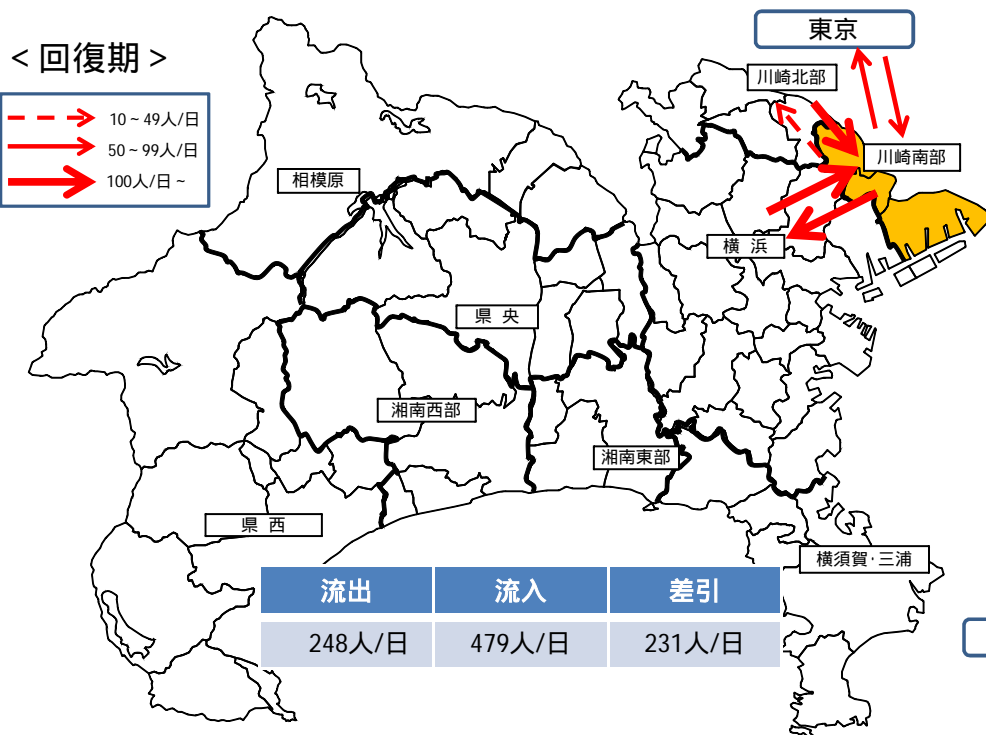 ＜回復期＞
10～49人/日
50～99人/日
100人/日～
東京
川崎北部
川崎南部
相模原
横 浜
県 央
湘南西部
湘南東部
県 西
横須賀･三浦
流出 流入 差引
248人/日 479人/日 231人/日